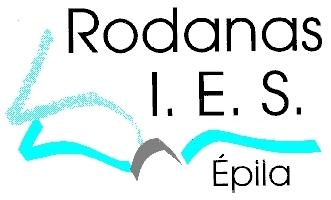 Rodanas
I. E. S.
Épila